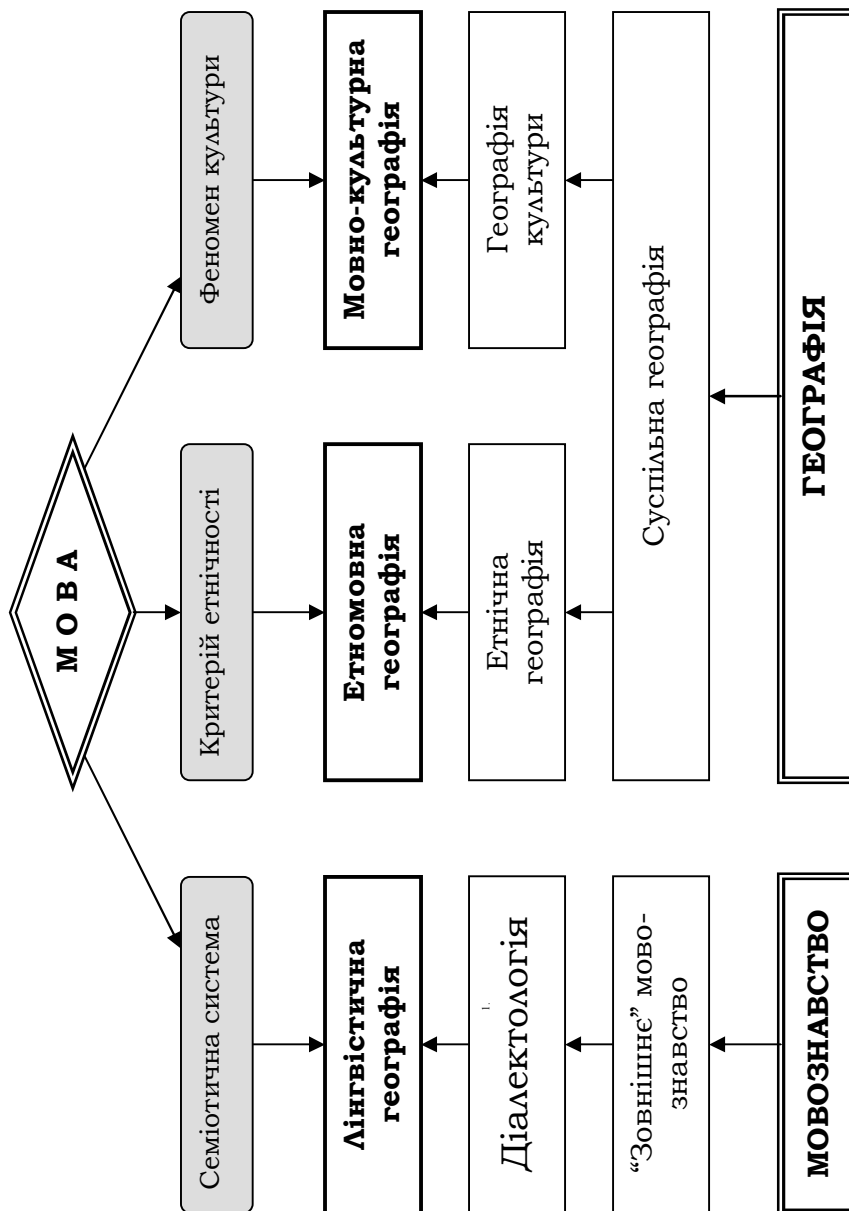 М О В А
Семіотична система
Критерій етнічності
Феномен культури
Лінгвістична
географія
Етномовна
географія
Мовно-культурна
географія
Діалектологія
1.
Етнічна
географія
Географія
культури
“Зовнішнє” мово-
знавство
Суспільна географія
МОВОЗНАВСТВО
ГЕОГРАФІЯ